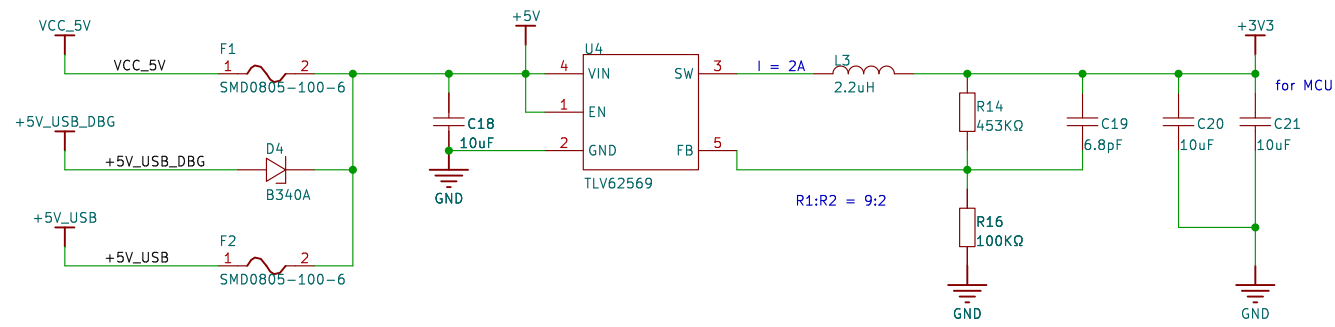 VCC_5V
VCC_5V
F1
1 2
SMD0805-100-6
+5V_USB_DBG
+5V_USB_DBG
D4
B340A
+5V_USB
+5V_USB
F2
1 2
SMD0805-100-6
C18
10uF
GND
+5V
U4
4 VIN
1 EN
2 GND
SW 3
FB 5
TLV62569
I = 2A
L3
2.2uH
R14
453KΩ
R1:R2 = 9:2
R16
100KΩ
GND
C19
6.8pF
C20
10uF
+3V3
for MCU
C21
10uF
GND